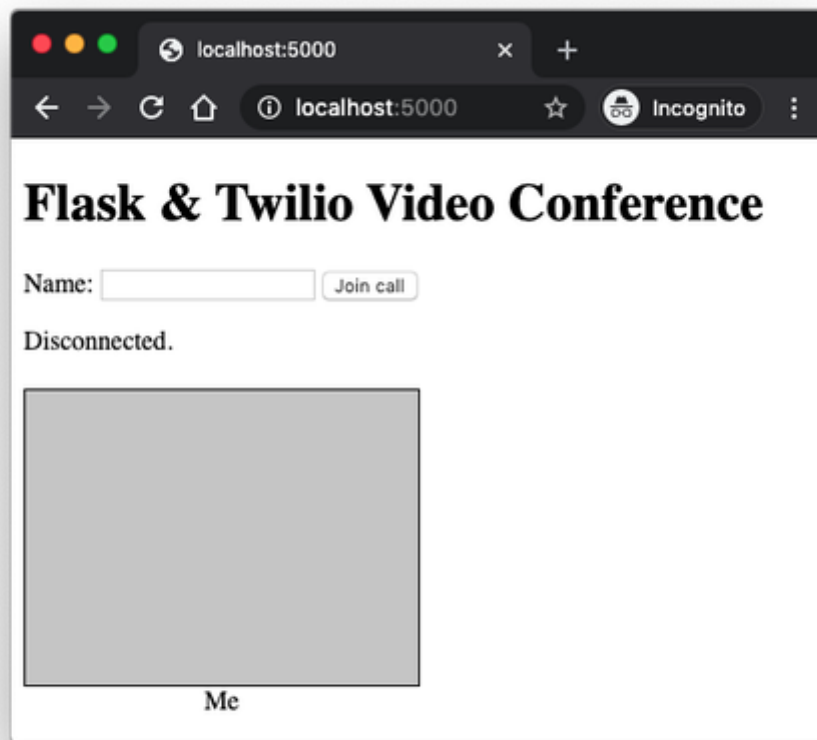 localhost:5000
localhost:5000 Incognito
Flask & Twilio Video Conference
Name: Join call
Disconnected.
Me